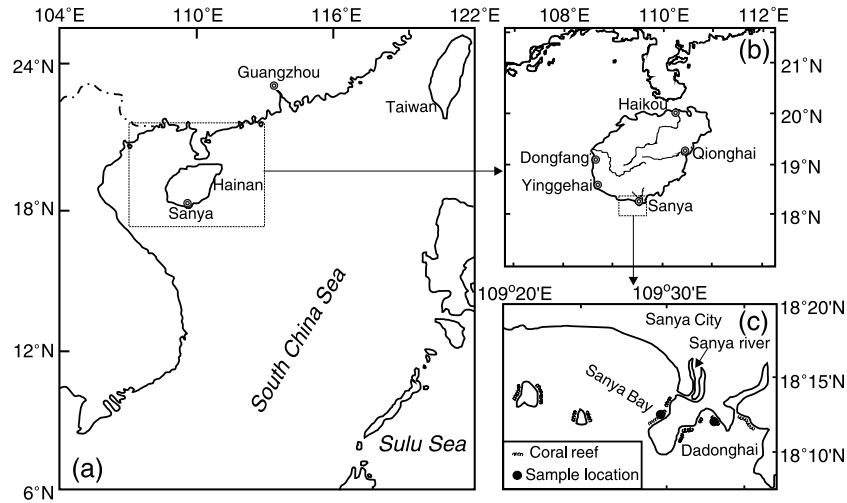 104°E
110°E
116°E
122°E
24°N
18°N
12°N
6°N
Guangzhou
Taiwan
Hainan
Sanya
South China Sea
Sulu Sea
(a)
108°E
110°E
112°E
(b)
21°N
20°N
19°N
18°N
Haikou
Dongfang
Qionghai
Yinggehai
Sanya
109°20'E
109°30'E
18°20'N
18°15'N
18°10'N
(c)
Sanya City
Sanya river
Sanya Bay
Dadonghai
Coral reef
Sample location